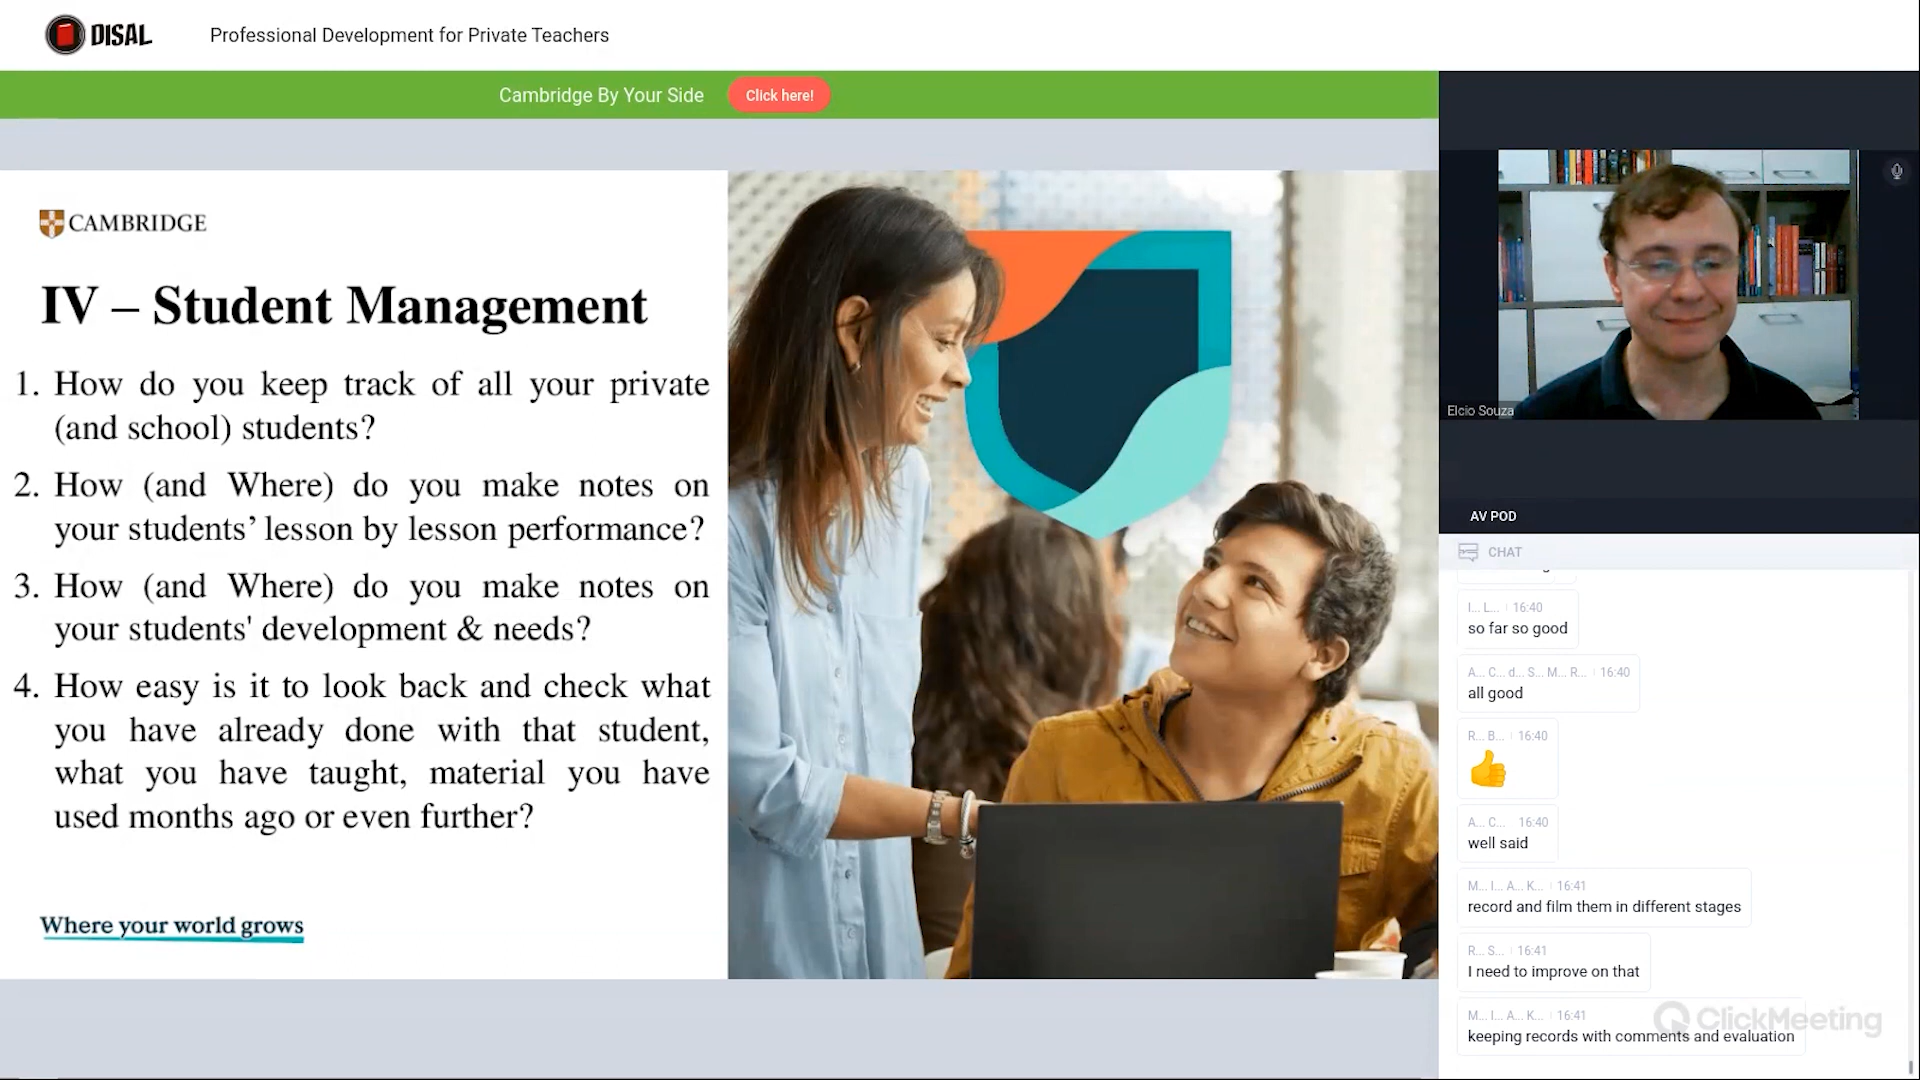 DISAL
Professional Development for Private Teachers
Cambridge By Your Side
Click here!
CAMBRIDGE
IV – Student Management
1. How do you keep track of all your private
(and school) students?
2. How (and Where) do you make notes on
your students’ lesson by lesson performance?
3. How (and Where) do you make notes on
your students' development & needs?
4. How easy is it to look back and check what
you have already done with that student,
what you have taught, material you have
used months ago or even further?
Where your world grows
Elcio Souza
AV POD
CHAT
I... L... 16:40
so far so good
A... C... d... S... M... R... 16:40
all good
R... B... 16:40
👍
A... C... 16:40
well said
M... I... A... K... 16:41
record and film them in different stages
R... S... 16:41
I need to improve on that
M... I... A... K... 16:41
keeping records with comments and evaluation
ClickMeeting